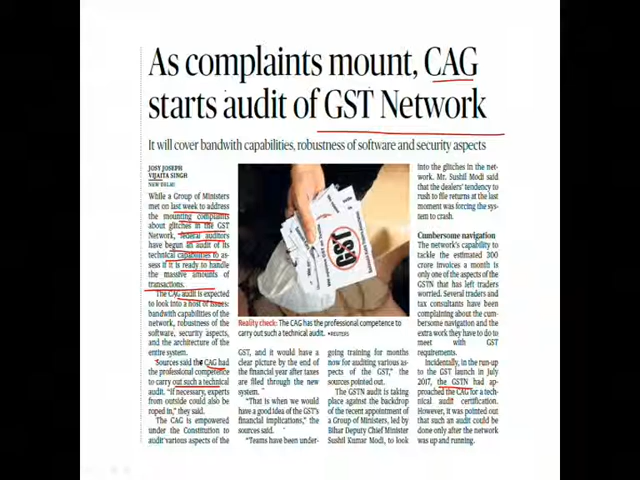 As complaints mount, CAG
starts audit of GST Network
It will cover bandwith capabilities, robustness of software and security aspects
JOSY JOSEPH
VIJAITA SINGH
NEW DELHI
While a Group of Ministers
met on last week to address
the mounting complaints
about glitches in the GST
Network, federal auditors
have begun an audit of its
technical capabilities to as-
sess if it is ready to handle
the massive amounts of
transactions.
The CAG audit is expected
to look into a host of issues:
bandwith capabilities of the
network, robustness of the
software, security aspects,
and the architecture of the
entire system.
Sources said the CAG had
the professional competence
to carry out such a technical
audit. "If necessary, experts
from outside could also be
roped in," they said.
The CAG is empowered
under the Constitution to
audit various aspects of the
GST
Reality check: The CAG has the professional competence to
carry out such a technical audit. •REUTERS
GST, and it would have a
clear picture by the end of
the financial year after taxes
are filed through the new
system.
"That is when we would
have a good idea of the GST's
financial implications," the
sources said.
"Teams have been under-
going training for months
now for auditing various as-
pects of the GST," the
sources pointed out.
The GSTN audit is taking
place against the backdrop
of the recent appointment of
a Group of Ministers, led by
Bihar Deputy Chief Minister
Sushil Kumar Modi, to look
into the glitches in the net-
work. Mr. Sushil Modi said
that the dealers' tendency to
rush to file returns at the last
moment was forcing the sys-
tem to crash.
Cumbersome navigation
The network's capability to
tackle the estimated 300
crore invoices a month is
only one of the aspects of the
GSTN that has left traders
worried. Several traders and
tax consultants have been
complaining about the cum-
bersome navigation and the
extra work they have to do to
meet with GST
requirements.
Incidentally, in the run-up
to the GST launch in July
2017, the GSTN had ap-
proached the CAG for a tech-
nical audit certification.
However, it was pointed out
that such an audit could be
done only after the network
was up and running.